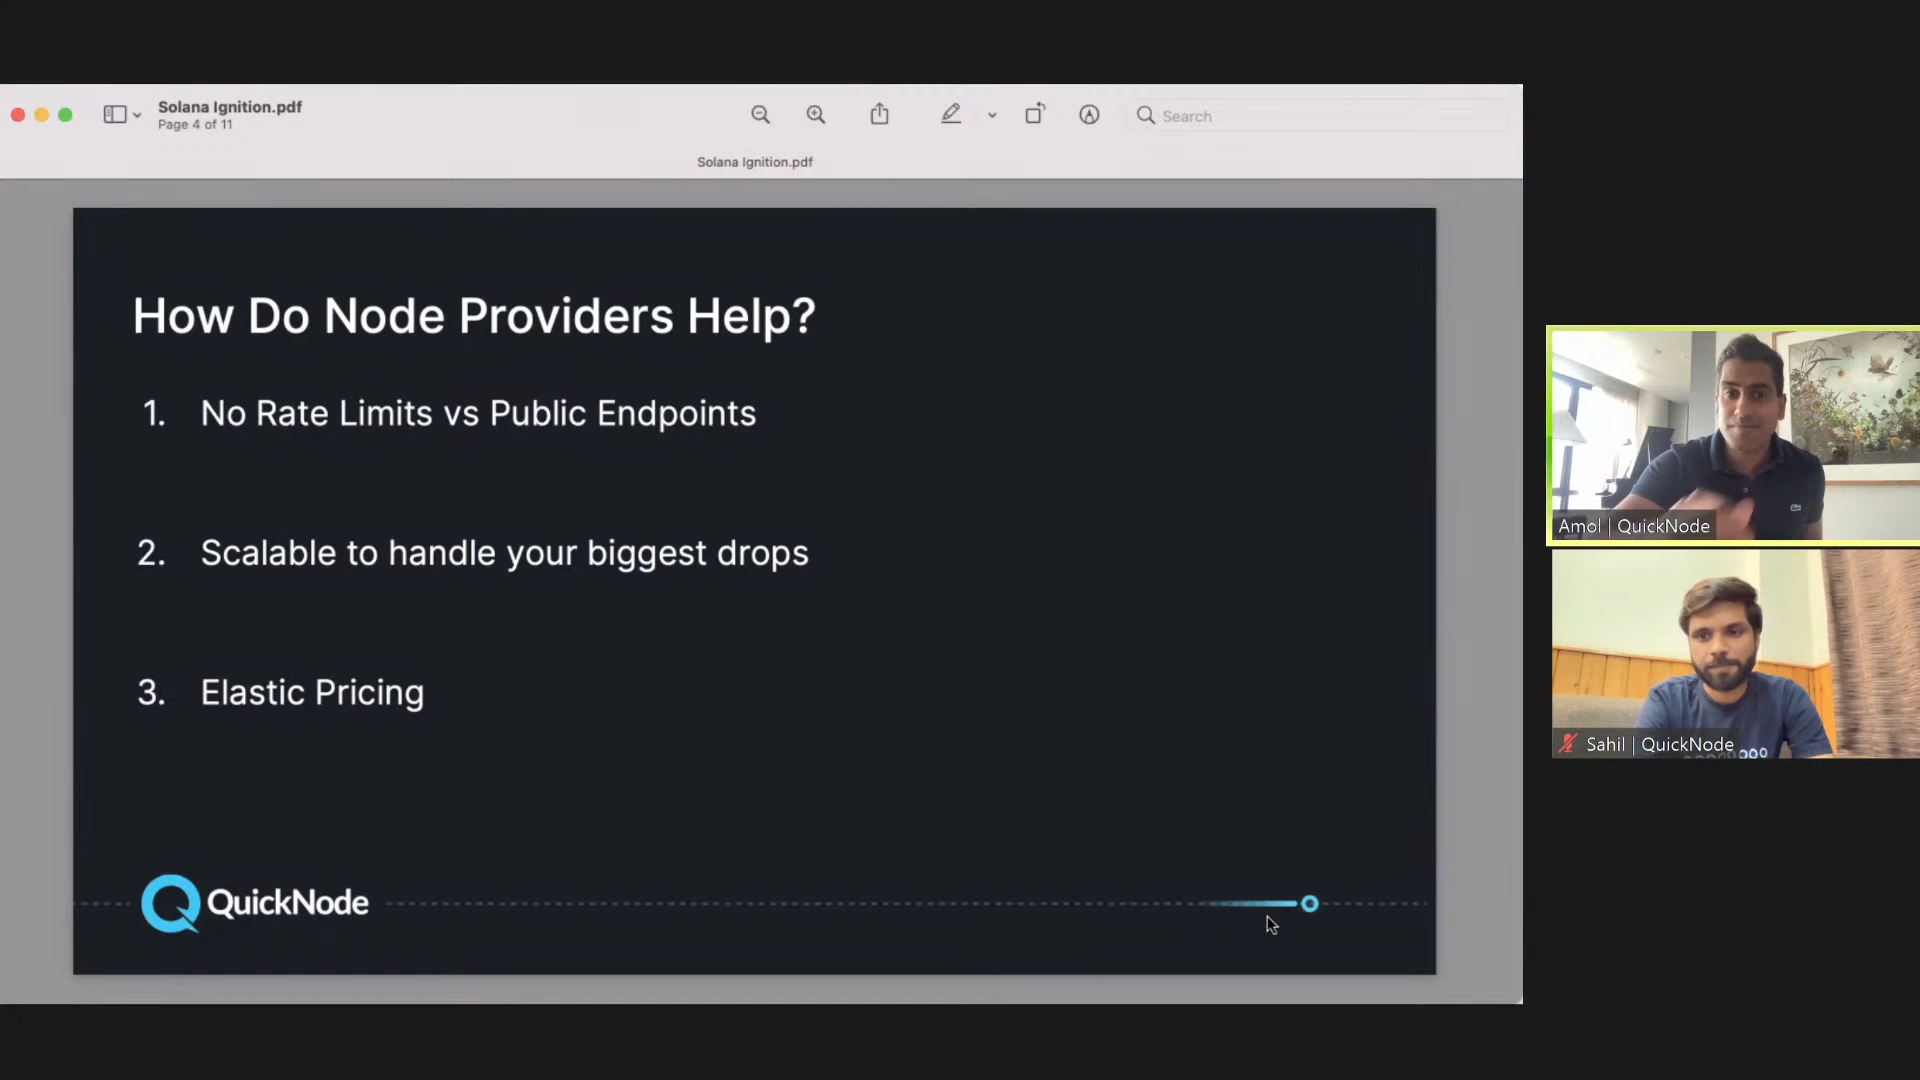 Solana Ignition.pdf
Page 4 of 11
Search
Solana Ignition.pdf
How Do Node Providers Help?
1. No Rate Limits vs Public Endpoints
2. Scalable to handle your biggest drops
3. Elastic Pricing
QuickNode
Amol | QuickNode
Sahil | QuickNode